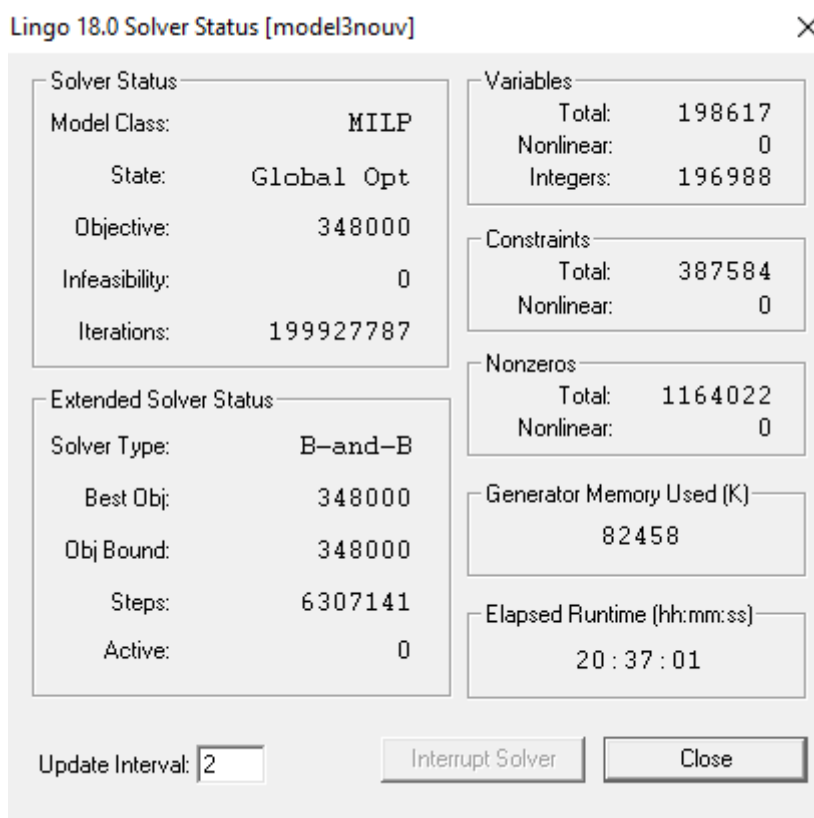 Lingo 18.0 Solver Status [model3nouv]
Solver Status
Model Class: MILP
State: Global Opt
Objective: 348000
Infeasibility: 0
Iterations: 199927787
Extended Solver Status
Solver Type: B-and-B
Best Obj: 348000
Obj Bound: 348000
Steps: 6307141
Active: 0
Variables
Total: 198617
Nonlinear: 0
Integers: 196988
Constraints
Total: 387584
Nonlinear: 0
Nonzeros
Total: 1164022
Nonlinear: 0
Generator Memory Used (K)
82458
Elapsed Runtime (hh:mm:ss)
20:37:01
Update Interval: 2
Interrupt Solver
Close